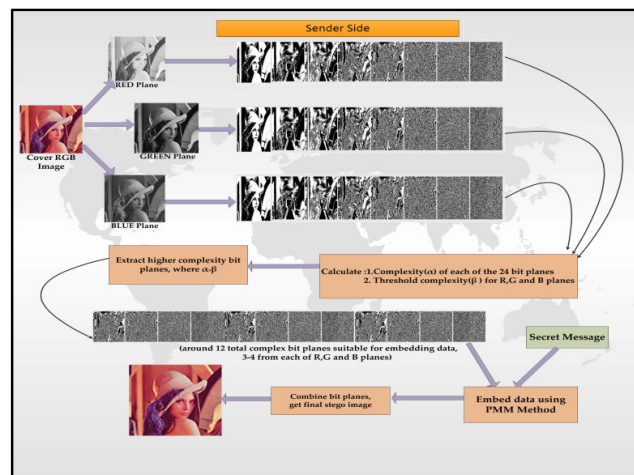 Sender Side
RED Plane
Cover RGB
Image
GREEN Plane
BLUE Plane
Extract higher complexity bit
planes, where α-β
Calculate :1.Complexity(α) of each of the 24 bit planes
2. Threshold complexity(β ) for R,G and B planes
(around 12 total complex bit planes suitable for embedding data,
3-4 from each of R,G and B planes)
Secret Message
Combine bit planes,
get final stego image
Embed data using
PMM Method